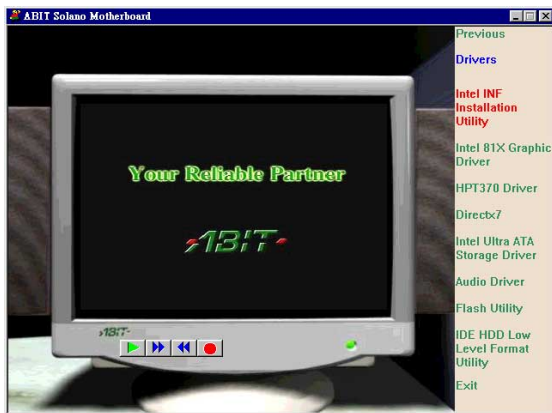 ABIT Solano Motherboard
Your Reliable Partner
ABIT
ABIT
Previous
Drivers
Intel INF
Installation
Utility
Intel 81X Graphic
Driver
HPT370 Driver
Directx7
Intel Ultra ATA
Storage Driver
Audio Driver
Flash Utility
IDE HDD Low
Level Format
Utility
Exit